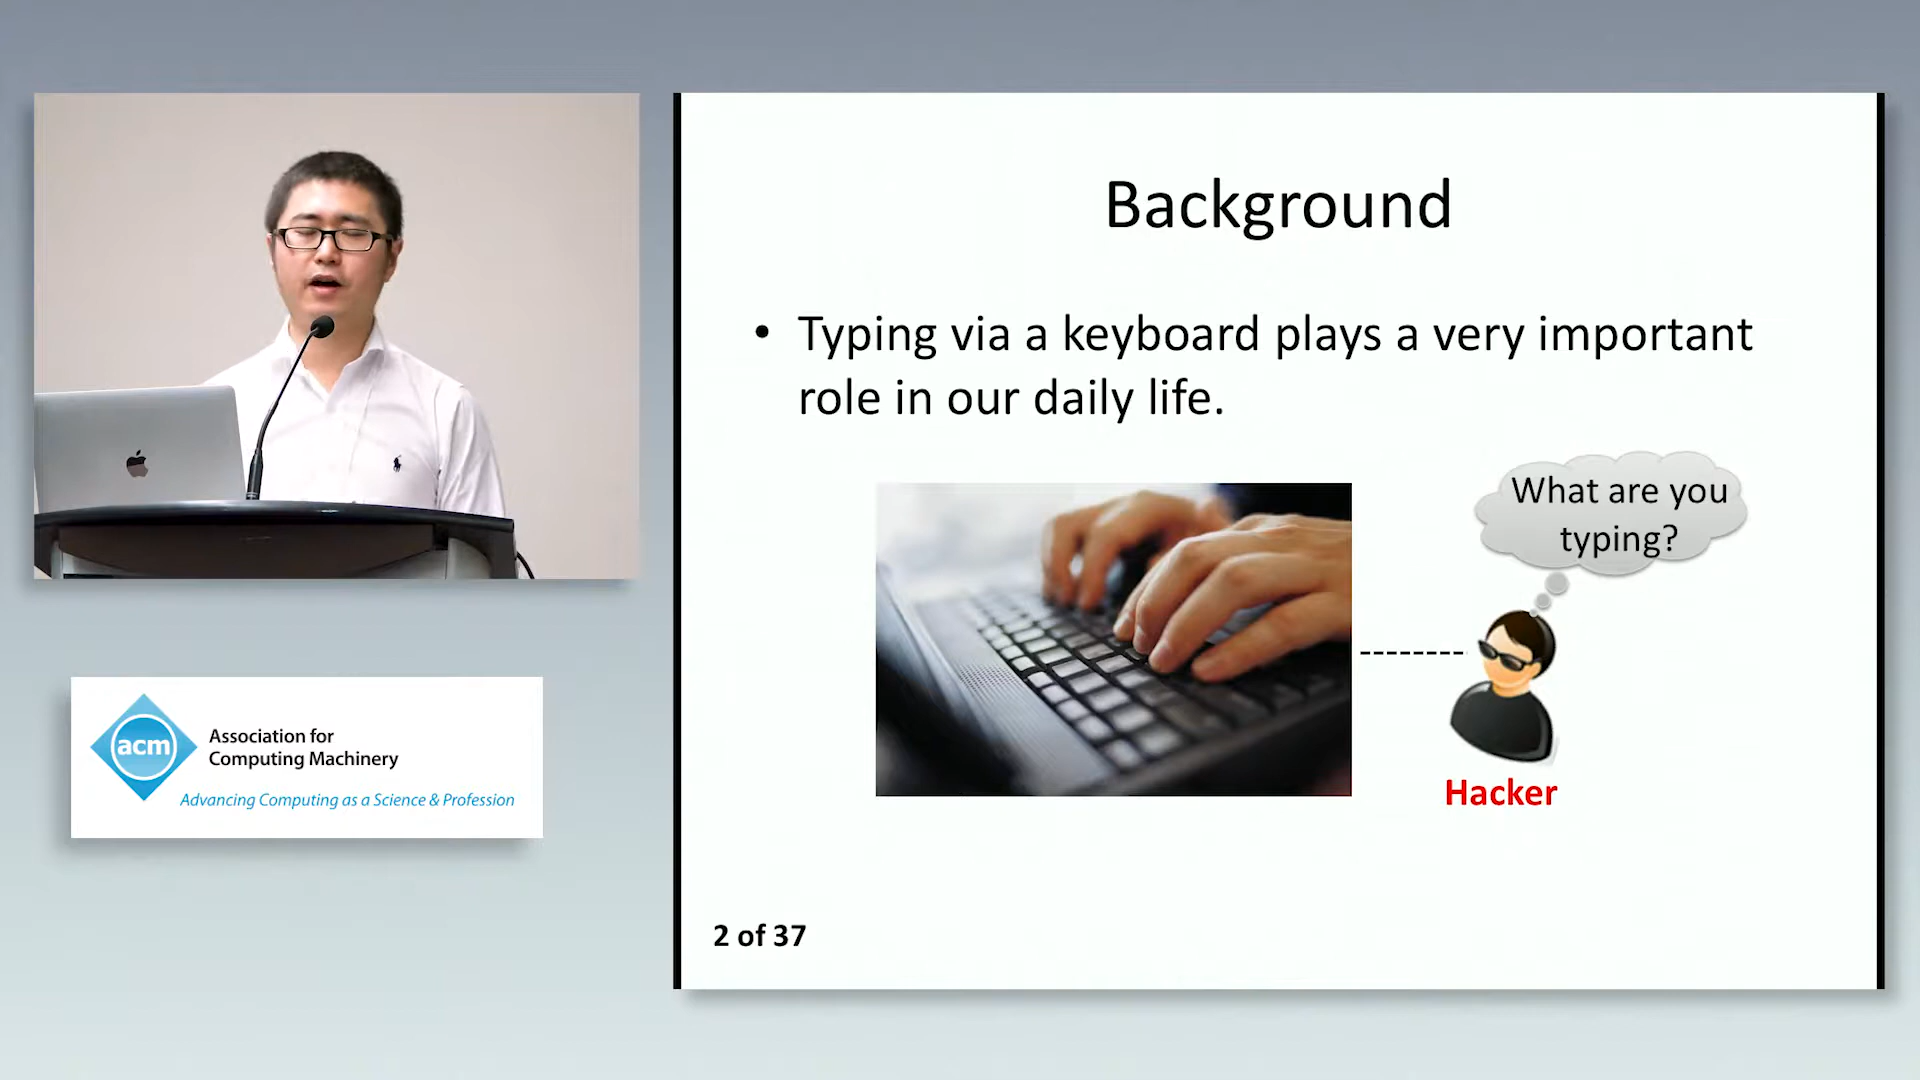 Background
• Typing via a keyboard plays a very important
role in our daily life.
What are you
typing?
Hacker
2 of 37
acm
Association for
Computing Machinery
Advancing Computing as a Science & Profession